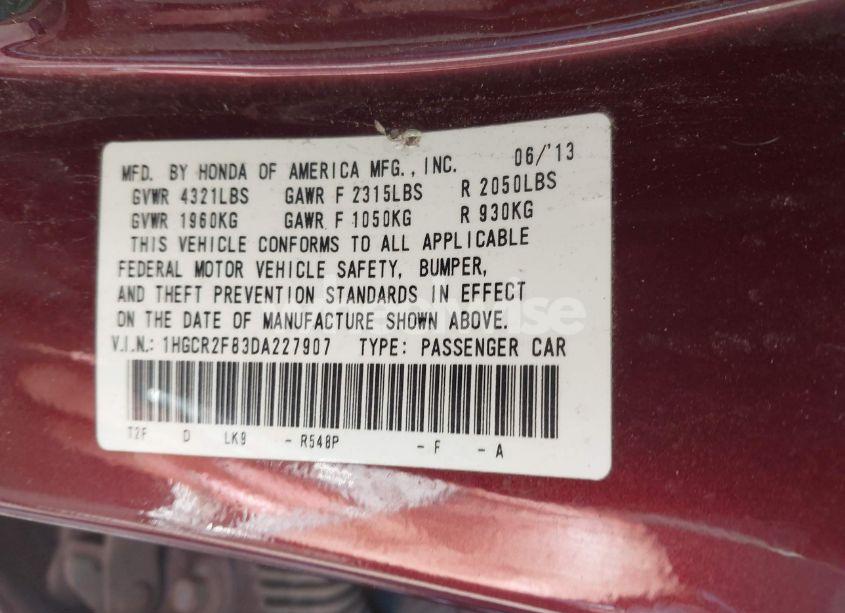 MFD. BY HONDA OF AMERICA MFG., INC. 06/'13
GVWR 4321LBS GAWR F 2315LBS R 2050LBS
GVWR 1960KG GAWR F 1050KG R 930KG
THIS VEHICLE CONFORMS TO ALL APPLICABLE
FEDERAL MOTOR VEHICLE SAFETY, BUMPER,
AND THEFT PREVENTION STANDARDS IN EFFECT
ON THE DATE OF MANUFACTURE SHOWN ABOVE.
V.I.N.: 1HGCR2F83DA227907 TYPE: PASSENGER CAR
T2F D LK9 - R548P - F - A